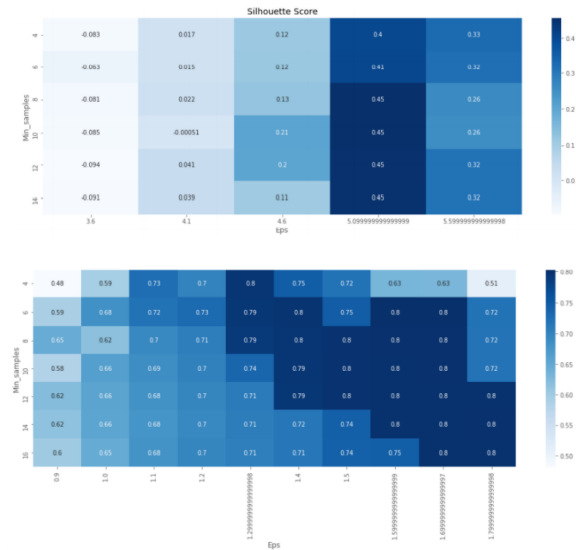 Silhouette Score
4 -0.083 0.017 0.12 0.4 0.33 0.4
6 -0.063 0.015 0.12 0.41 0.32 0.3
8 -0.081 0.022 0.13 0.45 0.26
Min_samples
10 -0.085 -0.00051 0.21 0.45 0.26 0.2
12 -0.094 0.041 0.2 0.45 0.32 0.1
14 -0.091 0.039 0.11 0.45 0.32 0.0
3.6 4.1 4.6 5.099999999999999 5.599999999999998
Eps
4 0.48 0.59 0.73 0.7 0.8 0.75 0.72 0.63 0.63 0.51 0.80
6 0.59 0.68 0.72 0.73 0.79 0.8 0.75 0.8 0.8 0.72 0.75
8 0.65 0.62 0.7 0.71 0.79 0.8 0.8 0.8 0.8 0.72 0.70
Min_samples
10 0.58 0.66 0.69 0.7 0.74 0.79 0.8 0.8 0.8 0.72 0.65
12 0.62 0.66 0.68 0.7 0.71 0.79 0.8 0.8 0.8 0.8 0.60
14 0.62 0.66 0.68 0.7 0.71 0.72 0.74 0.8 0.8 0.8 0.55
16 0.6 0.65 0.68 0.7 0.71 0.71 0.74 0.75 0.8 0.8 0.50
0.9 1.0 1.1 1.2 1.4 1.5
Eps